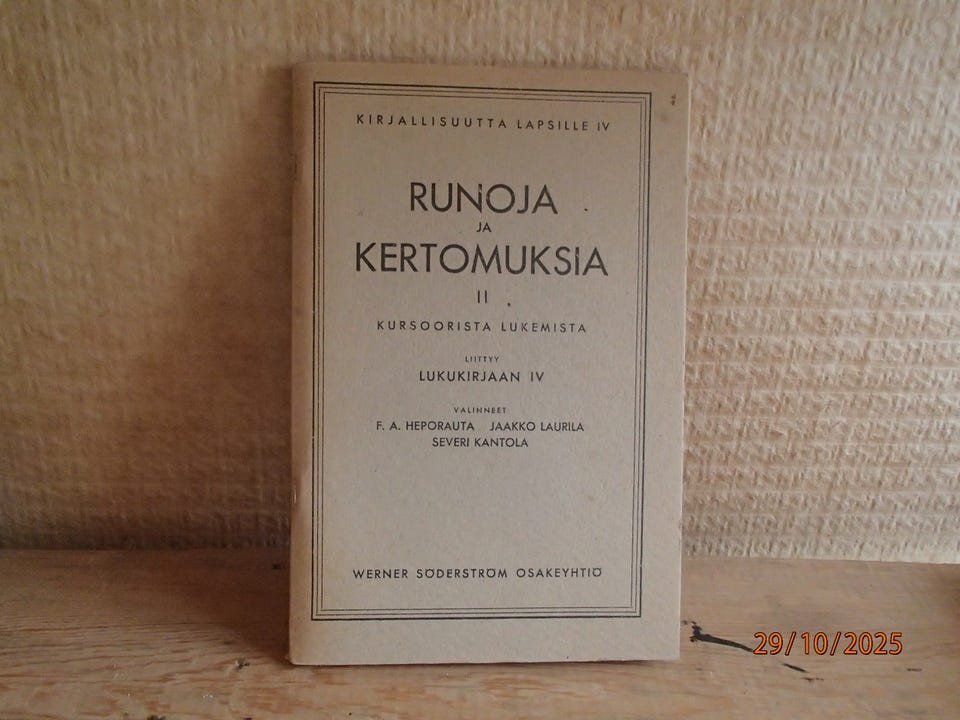 KIRJALLISUUTTA LAPSILLE IV
RUNOJA
JA
KERTOMUKSIA
II
KURSOORISTA LUKEMISTA
LIITTYY
LUKUKIRJAAN IV
VALINNEET
F. A. HEPORAUTA JAAKKO LAURILA
SEVERI KANTOLA
WERNER SÖDERSTRÖM OSAKEYHTIÖ
29/10/2025